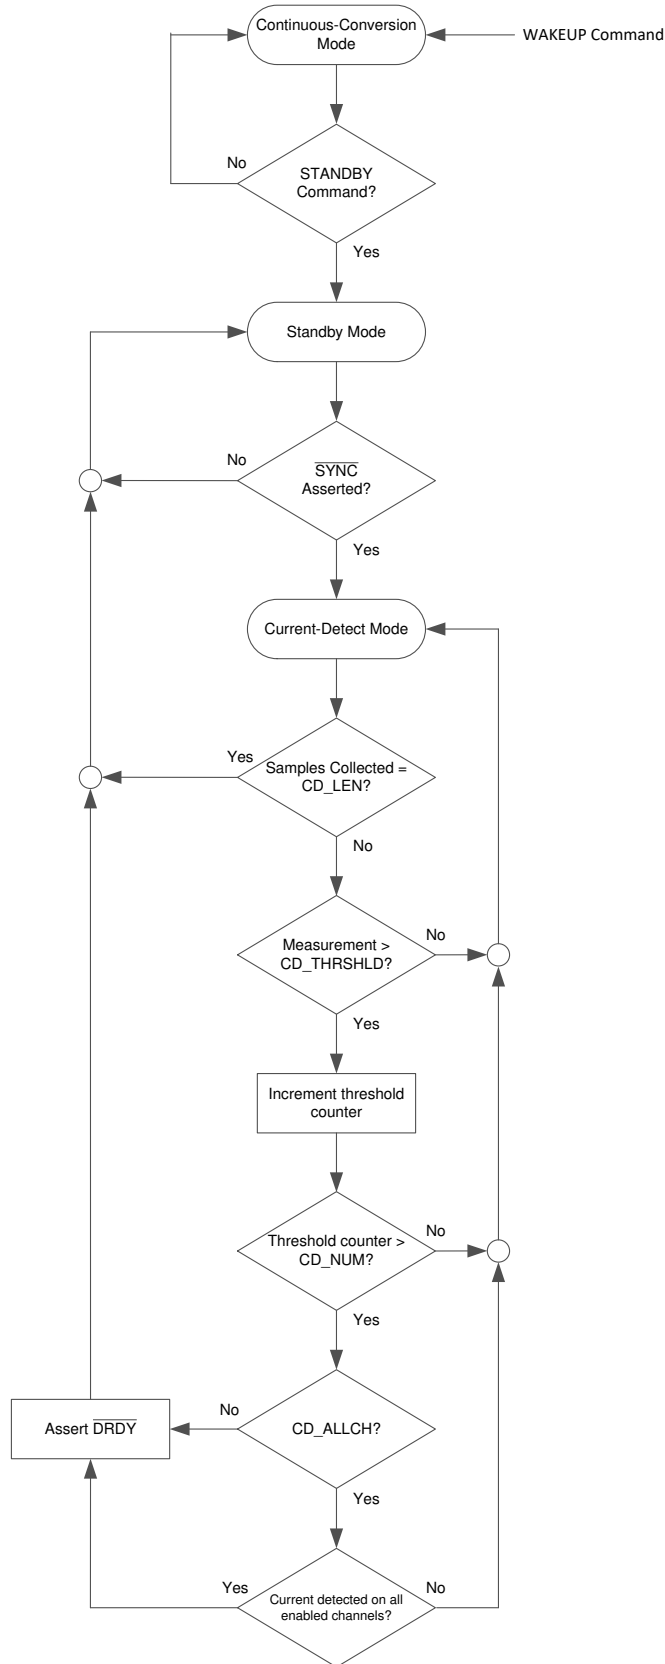 Continuous-Conversion
Mode
WAKEUP Command
No
STANDBY
Command?
Yes
Standby Mode
No
SYNC
Asserted?
Yes
Current-Detect Mode
Yes
Samples Collected =
CD_LEN?
No
Measurement >
CD_THRSHLD?
No
Yes
Increment threshold
counter
Threshold counter >
CD_NUM?
No
Yes
Assert DRDY
No
CD_ALLCH?
Yes
Yes
Current detected on all
enabled channels?
No